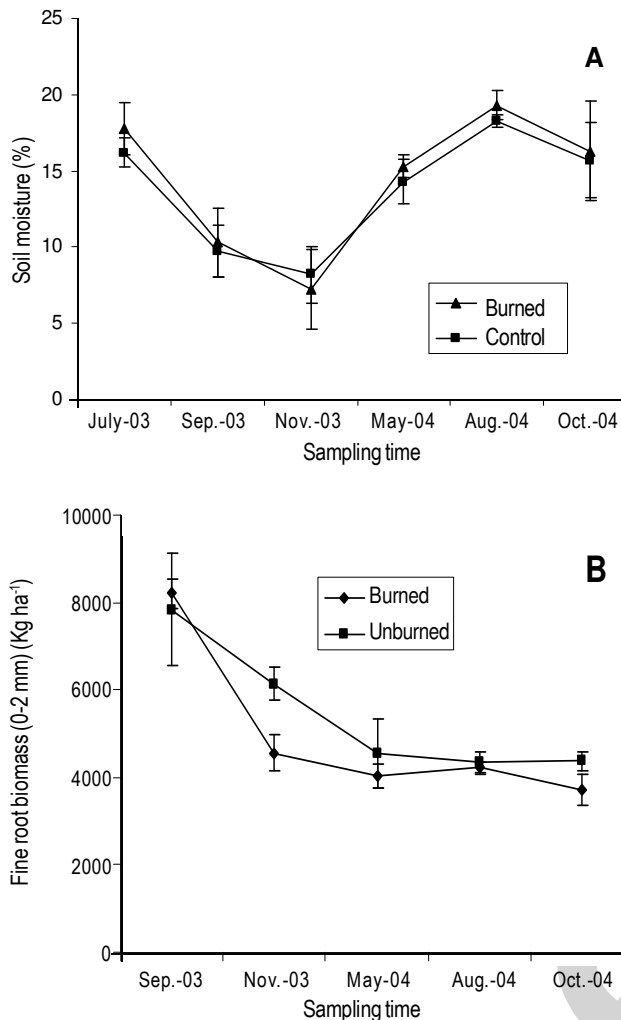 A
Soil moisture (%)
25
20
15
10
5
0
Burned
Control
July-03 Sep.-03 Nov.-03 May-04 Aug.-04 Oct.-04
Sampling time
B
Fine root biomass (0-2 mm) (Kg ha⁻¹)
10000
8000
6000
4000
2000
0
Burned
Unburned
Sep.-03 Nov.-03 May-04 Aug.-04 Oct.-04
Sampling time